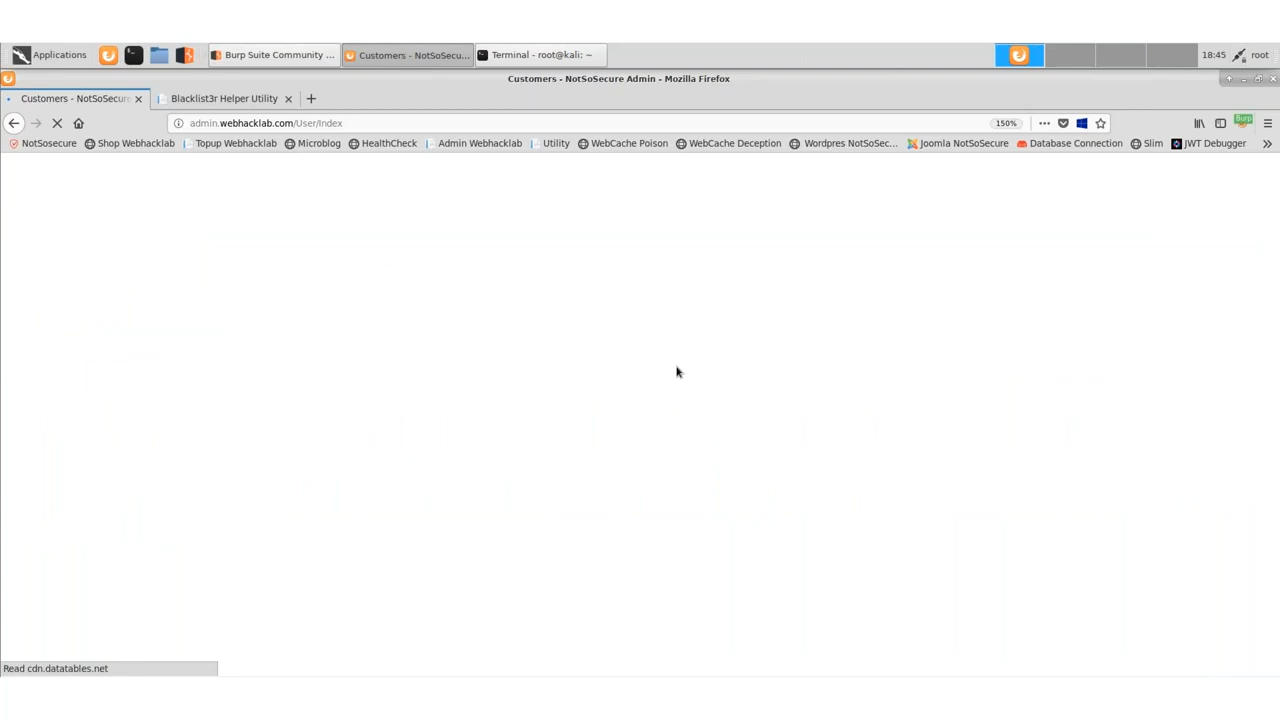 Applications
Burp Suite Community ...
Customers - NotSoSecu...
Terminal - root@kali: ~
18:45
root
Customers - NotSoSecure Admin - Mozilla Firefox
Customers - NotSoSecure
Blacklist3r Helper Utility
admin.webhacklab.com/User/Index
150%
Burp
NotSosecure
Shop Webhacklab
Topup Webhacklab
Microblog
HealthCheck
Admin Webhacklab
Utility
WebCache Poison
WebCache Deception
Wordpres NotSoSec...
Joomla NotSoSecure
Database Connection
Slim
JWT Debugger
Read cdn.datatables.net